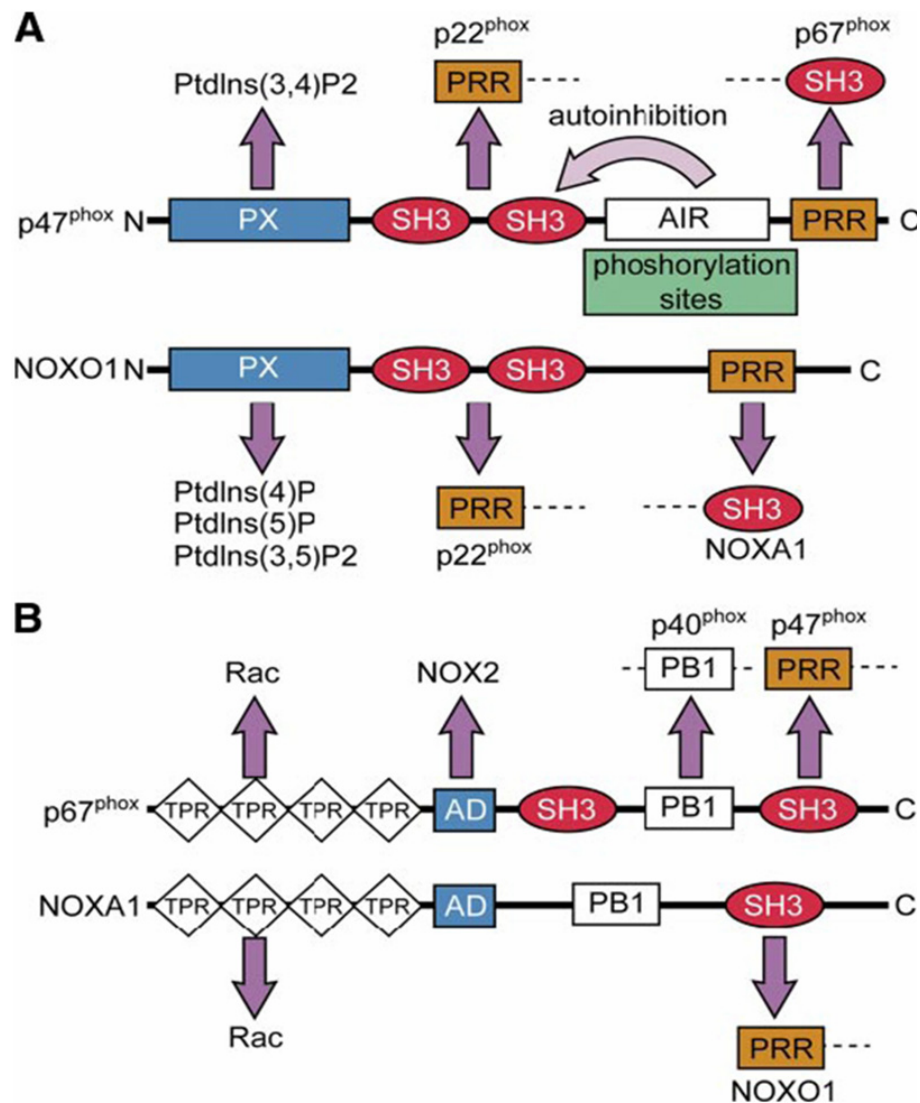 A
p22phox p67phox
PtdIns(3,4)P2 PRR SH3
autoinhibition
p47phox N PX SH3 SH3 AIR PRR C
phoshorylation
sites
NOXO1 N PX SH3 SH3 PRR C
PtdIns(4)P
PtdIns(5)P
PtdIns(3,5)P2
PRR SH3
p22phox NOXA1
B
p40phox p47phox
Rac NOX2 PB1 PRR
p67phox TPR TPR TPR TPR AD SH3 PB1 SH3 C
NOXA1 TPR TPR TPR TPR AD PB1 SH3 C
Rac
PRR
NOXO1